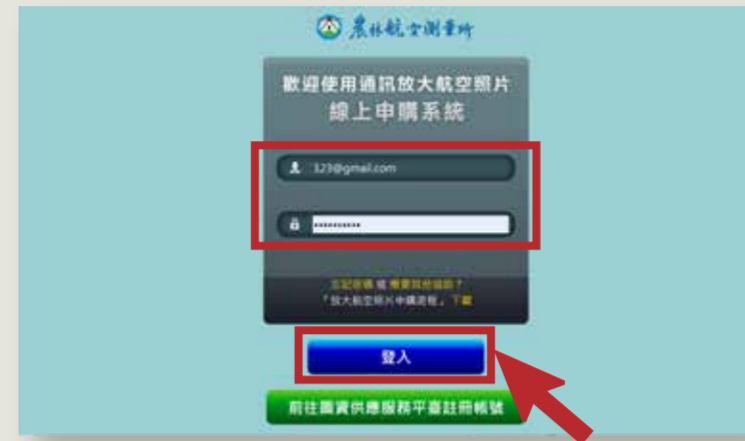 農林航空測量所
歡迎使用通訊放大航空照片
線上申購系統
123@gmail.com
••••••••••
忘記密碼 或 需要其他協助？
「放大航空照片申購流程」 下載
登入
前往圖資供應服務平臺註冊帳號